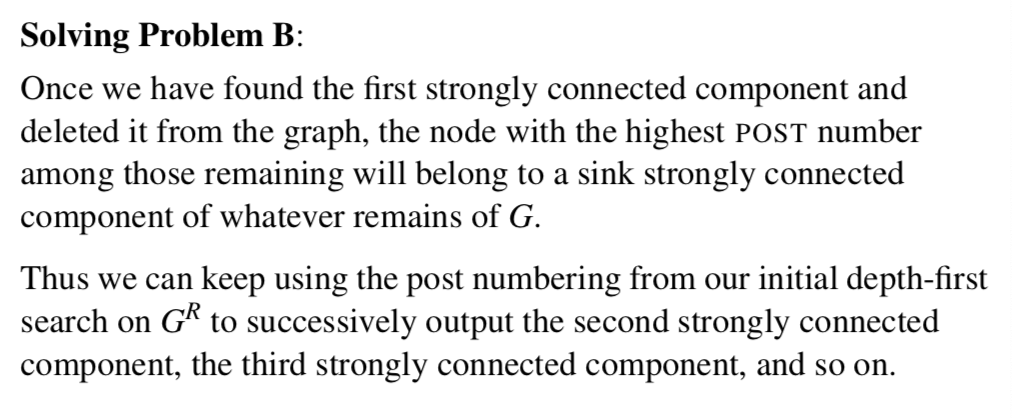 Solving Problem B:
Once we have found the first strongly connected component and
deleted it from the graph, the node with the highest POST number
among those remaining will belong to a sink strongly connected
component of whatever remains of G.
Thus we can keep using the post numbering from our initial depth-first
search on Gᴿ to successively output the second strongly connected
component, the third strongly connected component, and so on.